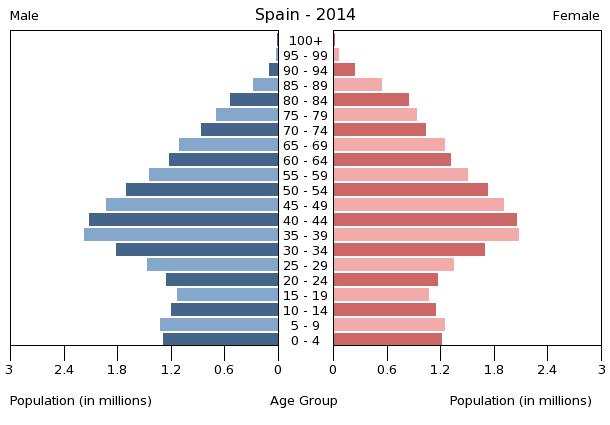 Male Spain - 2014 Female
100+
95 - 99
90 - 94
85 - 89
80 - 84
75 - 79
70 - 74
65 - 69
60 - 64
55 - 59
50 - 54
45 - 49
40 - 44
35 - 39
30 - 34
25 - 29
20 - 24
15 - 19
10 - 14
5 - 9
0 - 4
3 2.4 1.8 1.2 0.6 0 0 0.6 1.2 1.8 2.4 3
Population (in millions) Age Group Population (in millions)